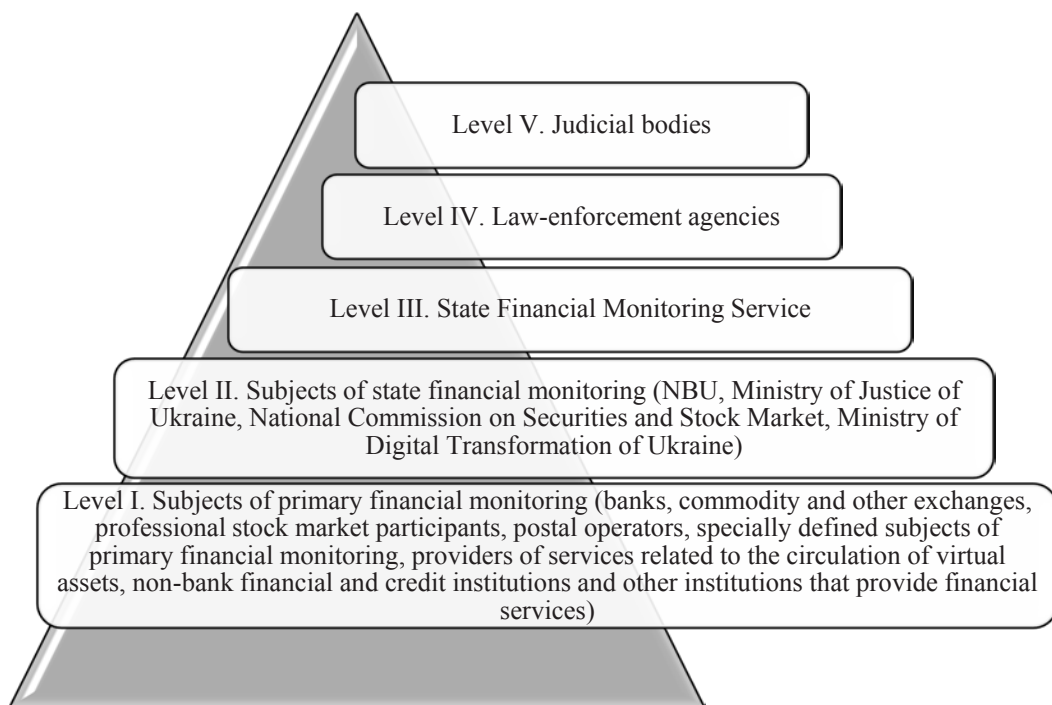 Level V. Judicial bodies
Level IV. Law-enforcement agencies
Level III. State Financial Monitoring Service
Level II. Subjects of state financial monitoring (NBU, Ministry of Justice of
Ukraine, National Commission on Securities and Stock Market, Ministry of
Digital Transformation of Ukraine)
Level I. Subjects of primary financial monitoring (banks, commodity and other exchanges,
professional stock market participants, postal operators, specially defined subjects of
primary financial monitoring, providers of services related to the circulation of virtual
assets, non-bank financial and credit institutions and other institutions that provide financial
services)